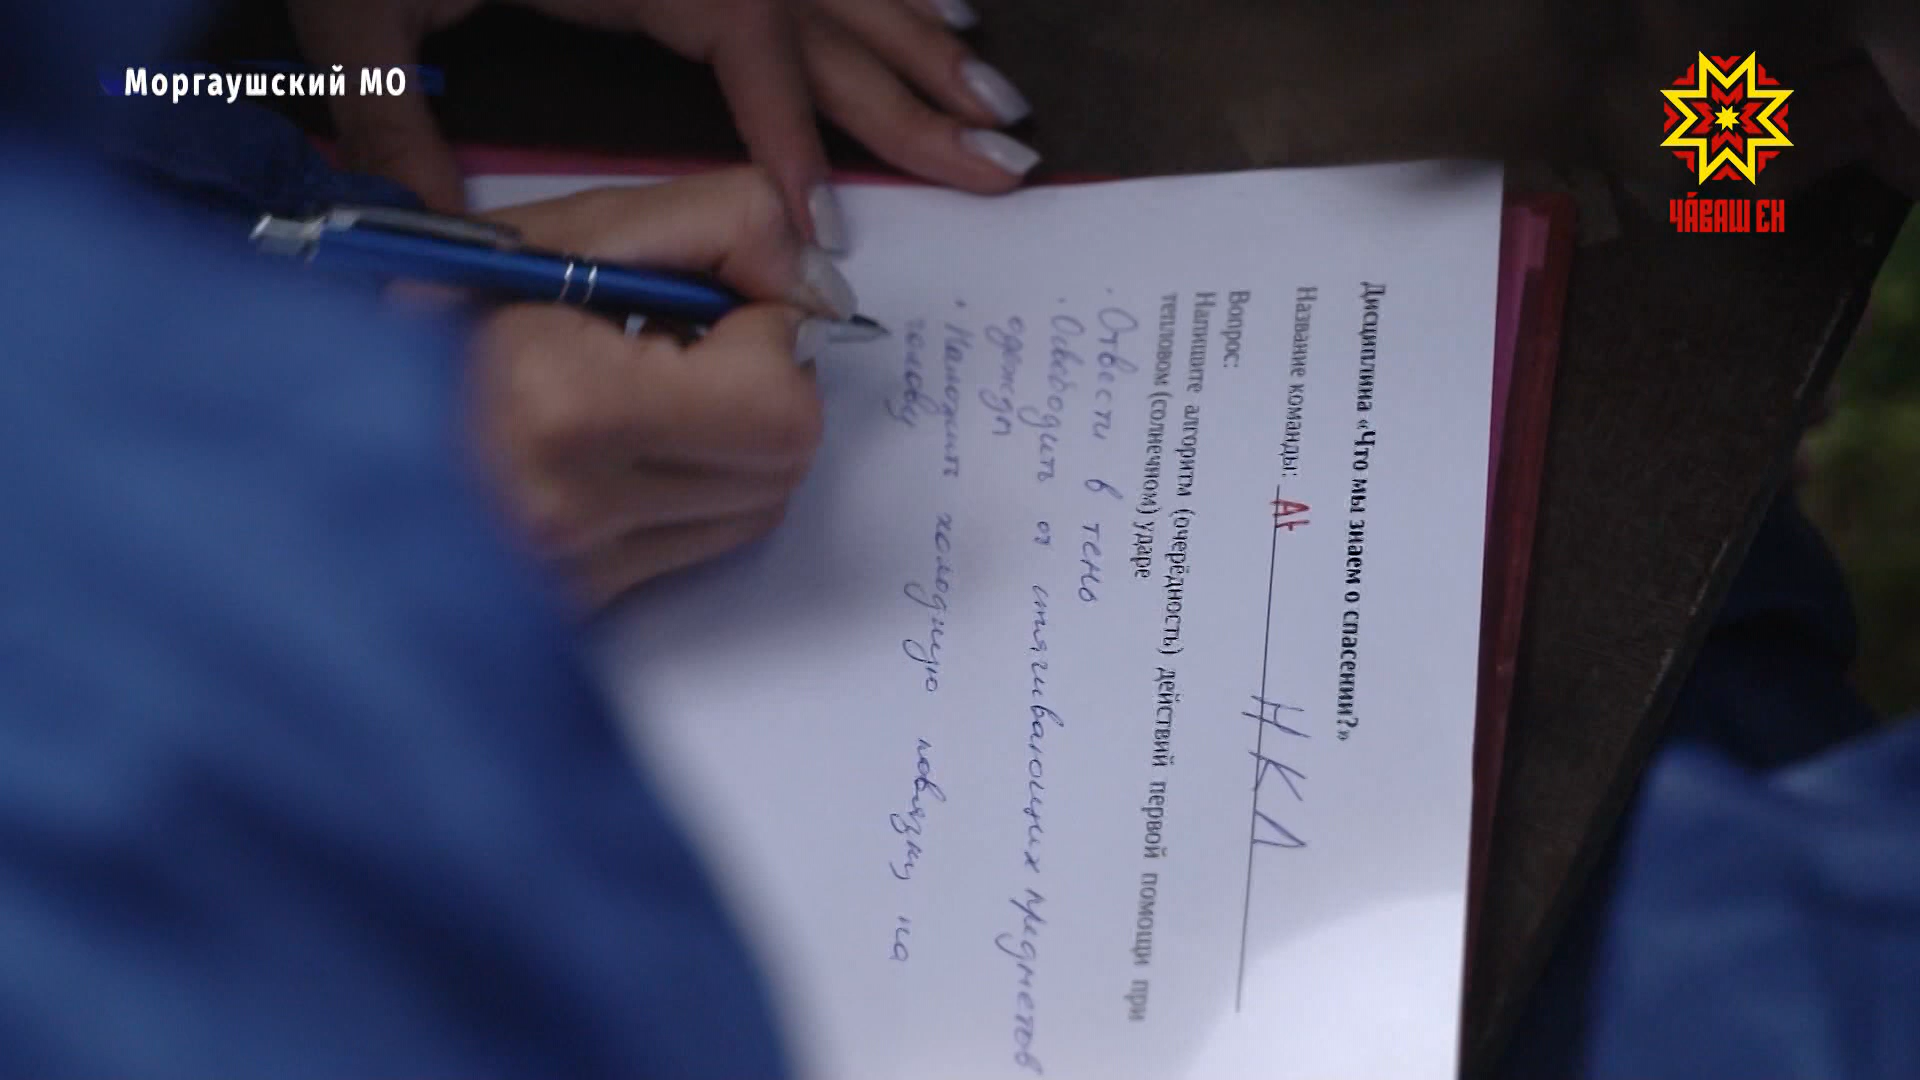 Моргаушский МО
ЧӐВАШ ЕН
Дисциплина «Что мы знаем о спасении?»
Название команды: НКЛ
Вопрос:
Напишите алгоритм (очерёдность) действий первой помощи при
тепловом (солнечном) ударе
· Отвести в тень
· Освободить от стягивающих предметов
одежды
· Наложить холодную повязку на
голову